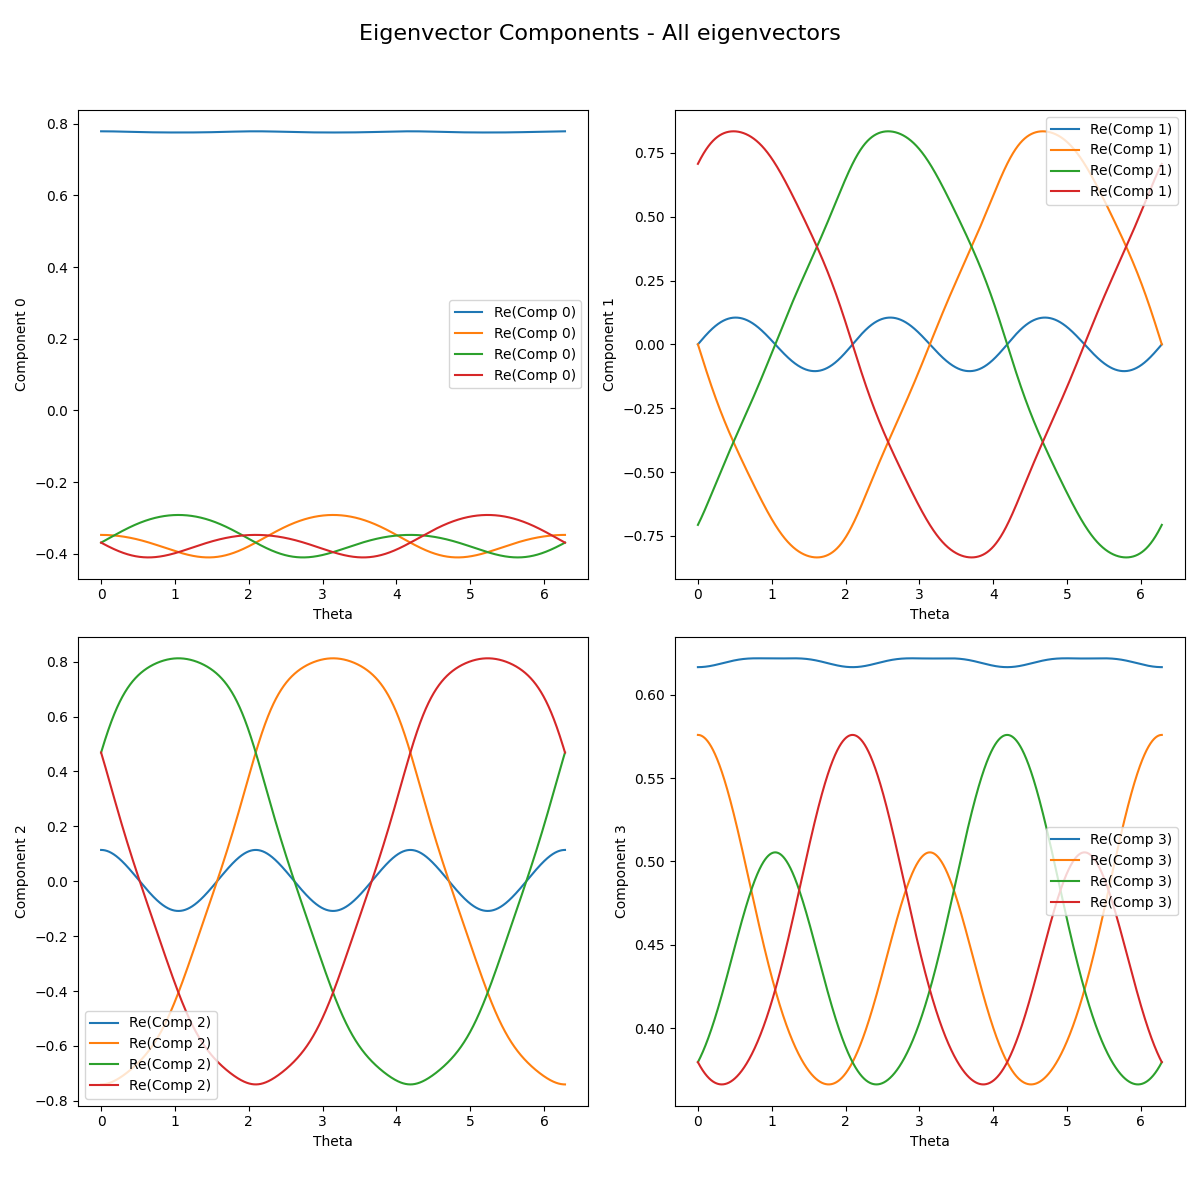 Eigenvector Components - All eigenvectors
Component 0
0.8
0.6
0.4
0.2
0.0
−0.2
−0.4
Re(Comp 0)
Re(Comp 0)
Re(Comp 0)
Re(Comp 0)
0 1 2 3 4 5 6
Theta
Component 1
0.75
0.50
0.25
0.00
−0.25
−0.50
−0.75
Re(Comp 1)
Re(Comp 1)
Re(Comp 1)
Re(Comp 1)
0 1 2 3 4 5 6
Theta
Component 2
0.8
0.6
0.4
0.2
0.0
−0.2
−0.4
−0.6
−0.8
Re(Comp 2)
Re(Comp 2)
Re(Comp 2)
Re(Comp 2)
0 1 2 3 4 5 6
Theta
Component 3
0.60
0.55
0.50
0.45
0.40
Re(Comp 3)
Re(Comp 3)
Re(Comp 3)
Re(Comp 3)
0 1 2 3 4 5 6
Theta